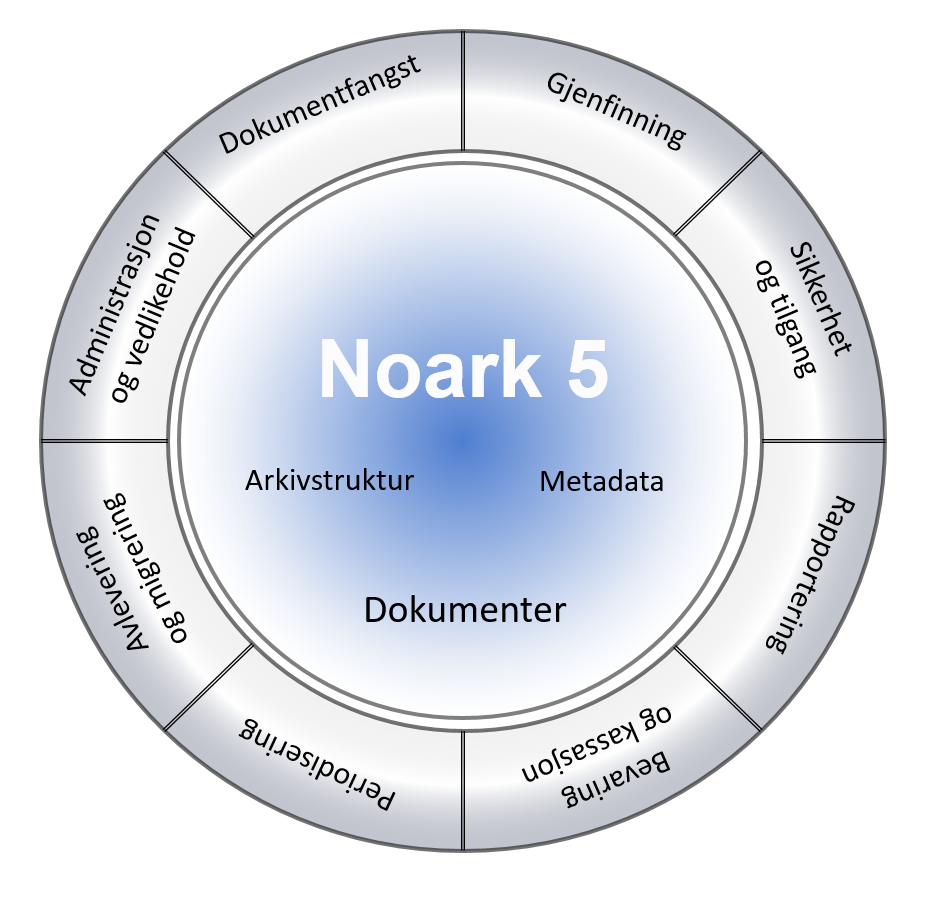 Dokumentfangst
Gjenfinning
Sikkerhet
og tilgang
Rapportering
Bevaring
og kassasjon
Periodisering
Avlevering
og migrering
Administrasjon
og vedlikehold
Noark 5
Arkivstruktur
Metadata
Dokumenter